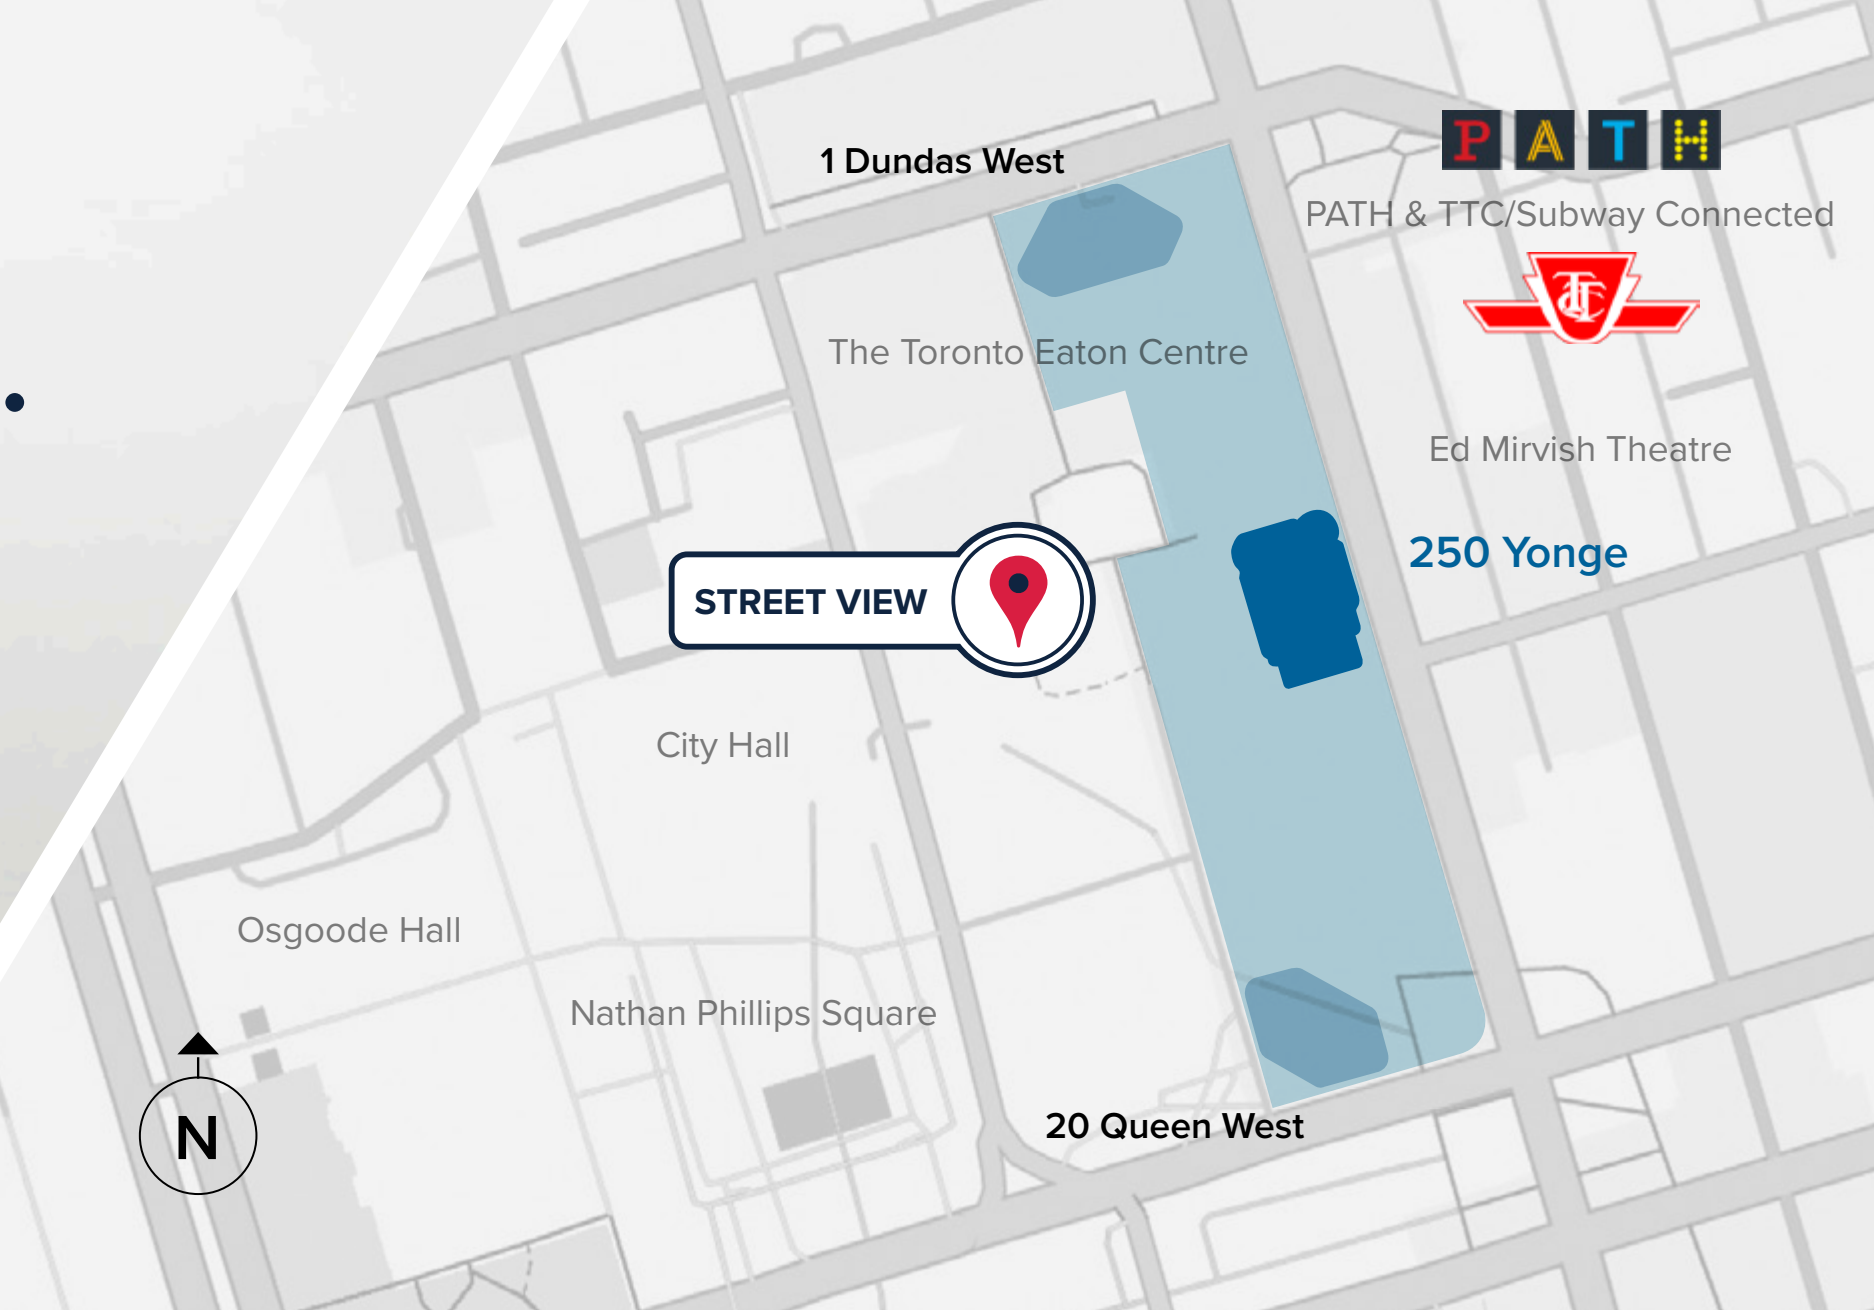 PATH
1 Dundas West
PATH & TTC/Subway Connected
TTC
The Toronto Eaton Centre
Ed Mirvish Theatre
250 Yonge
STREET VIEW
City Hall
Osgoode Hall
Nathan Phillips Square
20 Queen West
N